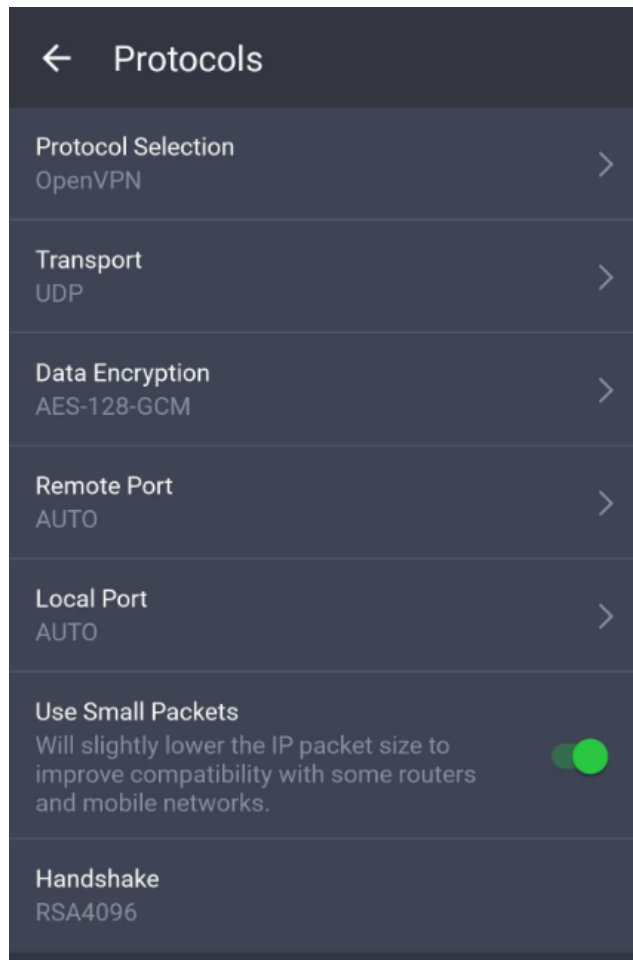 Protocols
Protocol Selection
OpenVPN
Transport
UDP
Data Encryption
AES-128-GCM
Remote Port
AUTO
Local Port
AUTO
Use Small Packets
Will slightly lower the IP packet size to
improve compatibility with some routers
and mobile networks.
Handshake
RSA4096